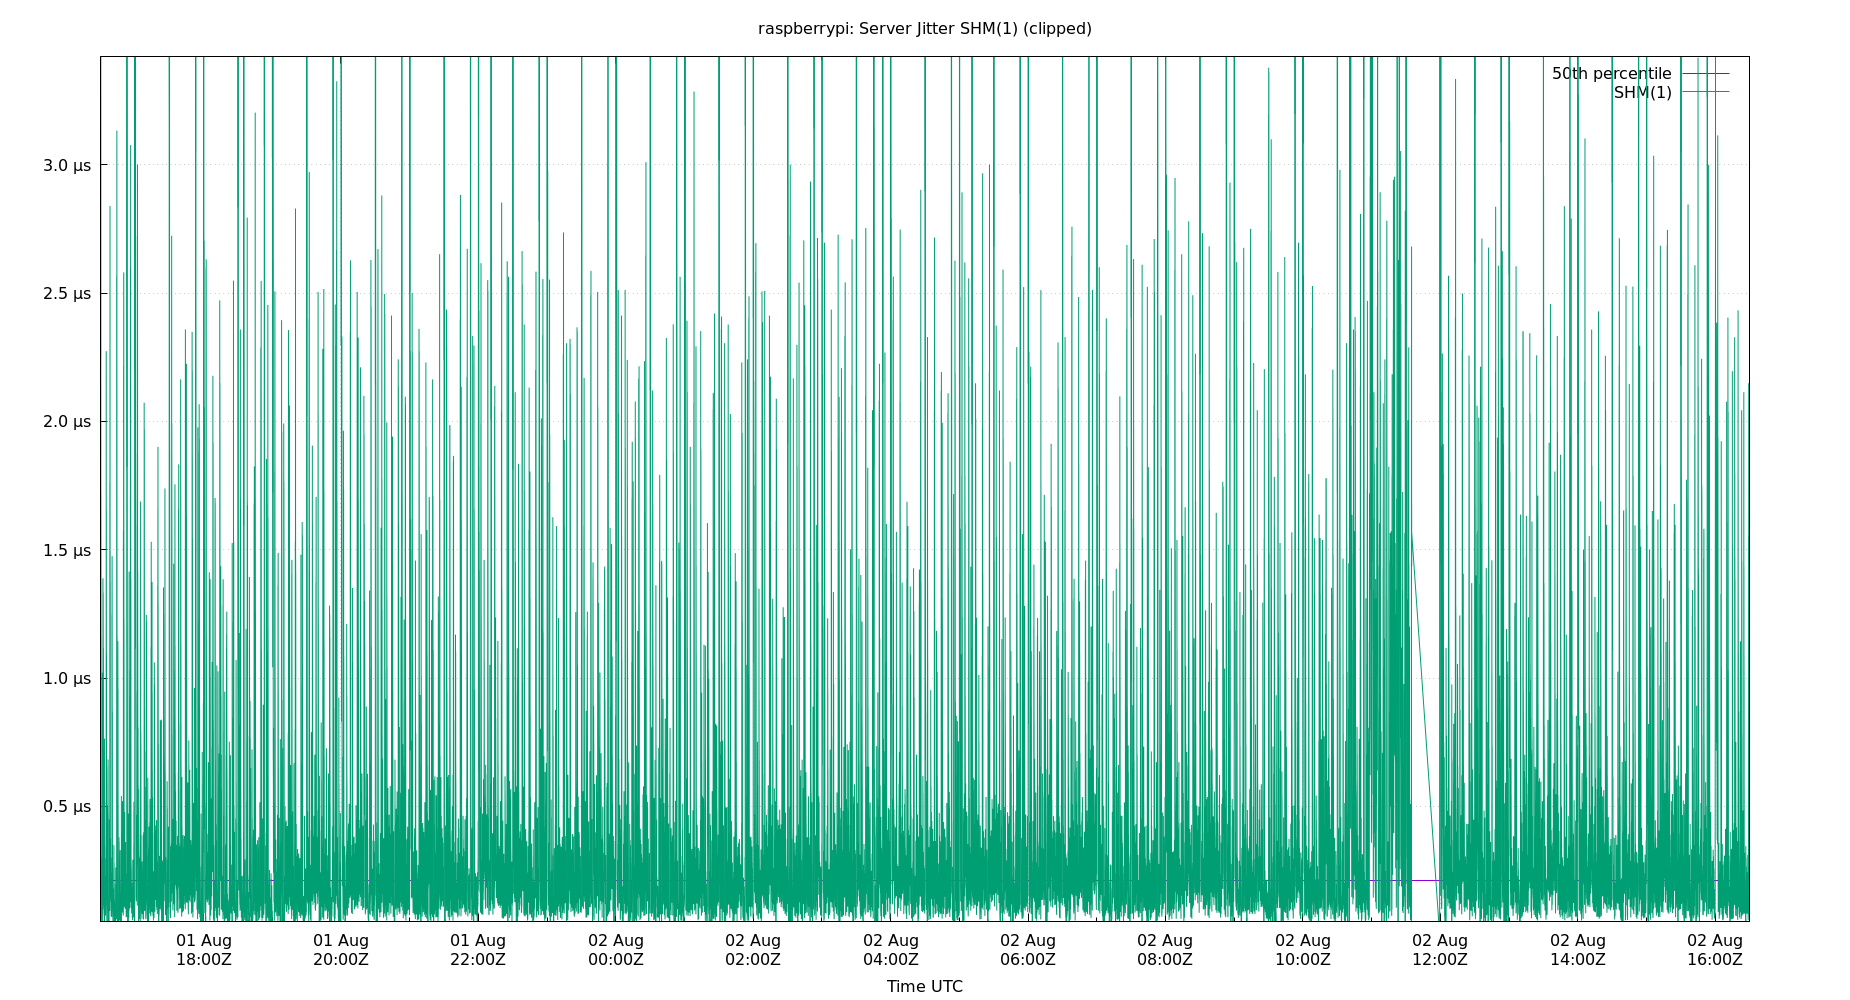 raspberrypi: Server Jitter SHM(1) (clipped)
50th percentile
SHM(1)
3.0 µs
2.5 µs
2.0 µs
1.5 µs
1.0 µs
0.5 µs
01 Aug 01 Aug 01 Aug 02 Aug 02 Aug 02 Aug 02 Aug 02 Aug 02 Aug 02 Aug 02 Aug 02 Aug
18:00Z 20:00Z 22:00Z 00:00Z 02:00Z 04:00Z 06:00Z 08:00Z 10:00Z 12:00Z 14:00Z 16:00Z
Time UTC